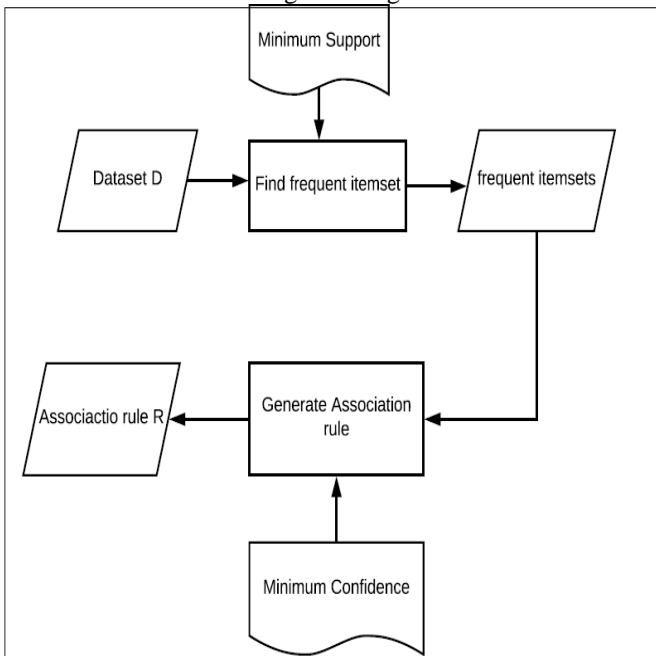 Minimum Support
Dataset D
Find frequent itemset
frequent itemsets
Associactio rule R
Generate Association
rule
Minimum Confidence